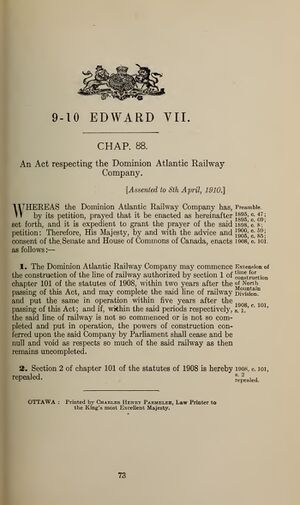 9-10 EDWARD VII.
CHAP. 88.
An Act respecting the Dominion Atlantic Railway
Company.
[Assented to 8th April, 1910.]
WHEREAS the Dominion Atlantic Railway Company has,
by its petition, prayed that it be enacted as hereinafter
set forth, and it is expedient to grant the prayer of the said
petition: Therefore, His Majesty, by and with the advice and
consent of the Senate and House of Commons of Canada, enacts
as follows:—
Preamble.
1895, c. 47;
1895, c. 69;
1898, c. 8;
1900, c. 59;
1905, c. 85;
1908, c. 101
1. The Dominion Atlantic Railway Company may commence
the construction of the line of railway authorized by section 1 of
chapter 101 of the statutes of 1908, within two years after the
passing of this Act, and may complete the said line of railway
and put the same in operation within five years after the
passing of this Act; and if, within the said periods respectively,
the said line of railway is not so commenced or is not so com-
pleted and put in operation, the powers of construction con-
ferred upon the said Company by Parliament shall cease and be
null and void as respects so much of the said railway as then
remains uncompleted.
Extension of
time for
construction
of North
Mountain
Division.
1908, c. 101,
s. 1.
2. Section 2 of chapter 101 of the statutes of 1908 is hereby
repealed.
1908, c. 101,
s. 2
repealed.
OTTAWA: Printed by CHARLES HENRY PARMELEE, Law Printer to
the King's most Excellent Majesty.
73